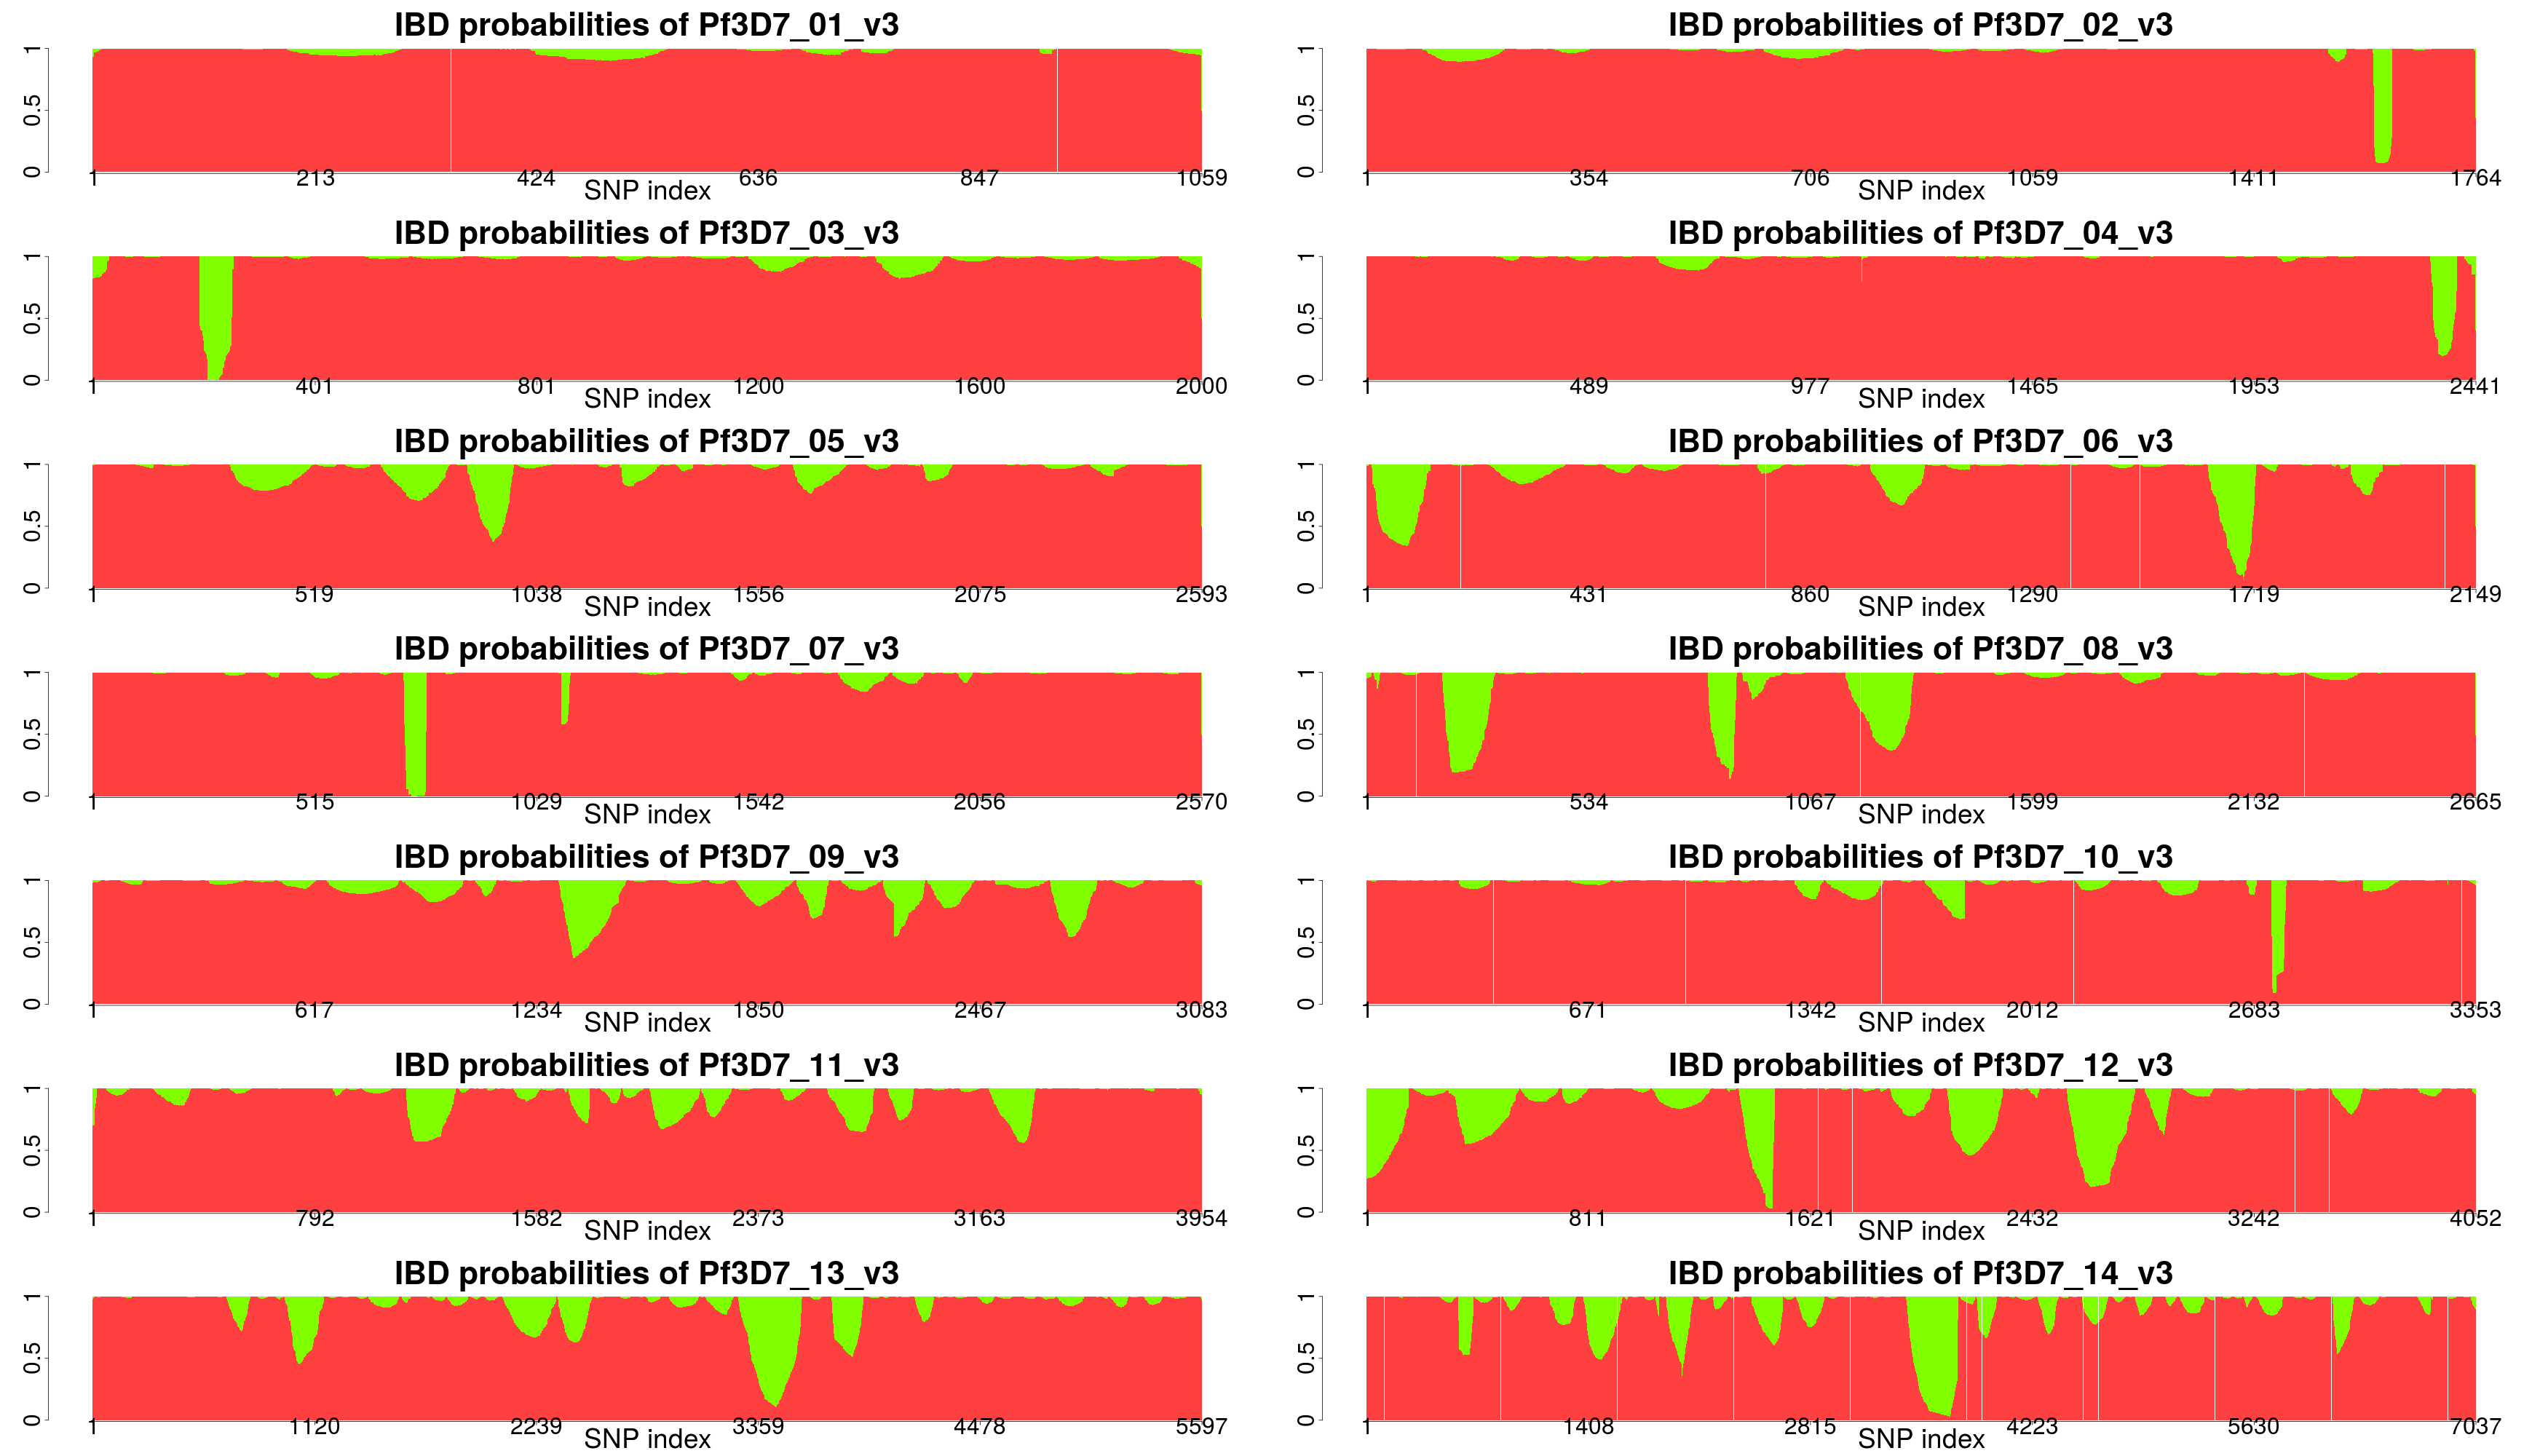 IBD probabilities of Pf3D7_01_v3
0 0.5 1
1 213 424 636 847 1059
SNP index
IBD probabilities of Pf3D7_02_v3
0 0.5 1
1 354 706 1059 1411 1764
SNP index
IBD probabilities of Pf3D7_03_v3
0 0.5 1
1 401 801 1200 1600 2000
SNP index
IBD probabilities of Pf3D7_04_v3
0 0.5 1
1 489 977 1465 1953 2441
SNP index
IBD probabilities of Pf3D7_05_v3
0 0.5 1
1 519 1038 1556 2075 2593
SNP index
IBD probabilities of Pf3D7_06_v3
0 0.5 1
1 431 860 1290 1719 2149
SNP index
IBD probabilities of Pf3D7_07_v3
0 0.5 1
1 515 1029 1542 2056 2570
SNP index
IBD probabilities of Pf3D7_08_v3
0 0.5 1
1 534 1067 1599 2132 2665
SNP index
IBD probabilities of Pf3D7_09_v3
0 0.5 1
1 617 1234 1850 2467 3083
SNP index
IBD probabilities of Pf3D7_10_v3
0 0.5 1
1 671 1342 2012 2683 3353
SNP index
IBD probabilities of Pf3D7_11_v3
0 0.5 1
1 792 1582 2373 3163 3954
SNP index
IBD probabilities of Pf3D7_12_v3
0 0.5 1
1 811 1621 2432 3242 4052
SNP index
IBD probabilities of Pf3D7_13_v3
0 0.5 1
1 1120 2239 3359 4478 5597
SNP index
IBD probabilities of Pf3D7_14_v3
0 0.5 1
1 1408 2815 4223 5630 7037
SNP index